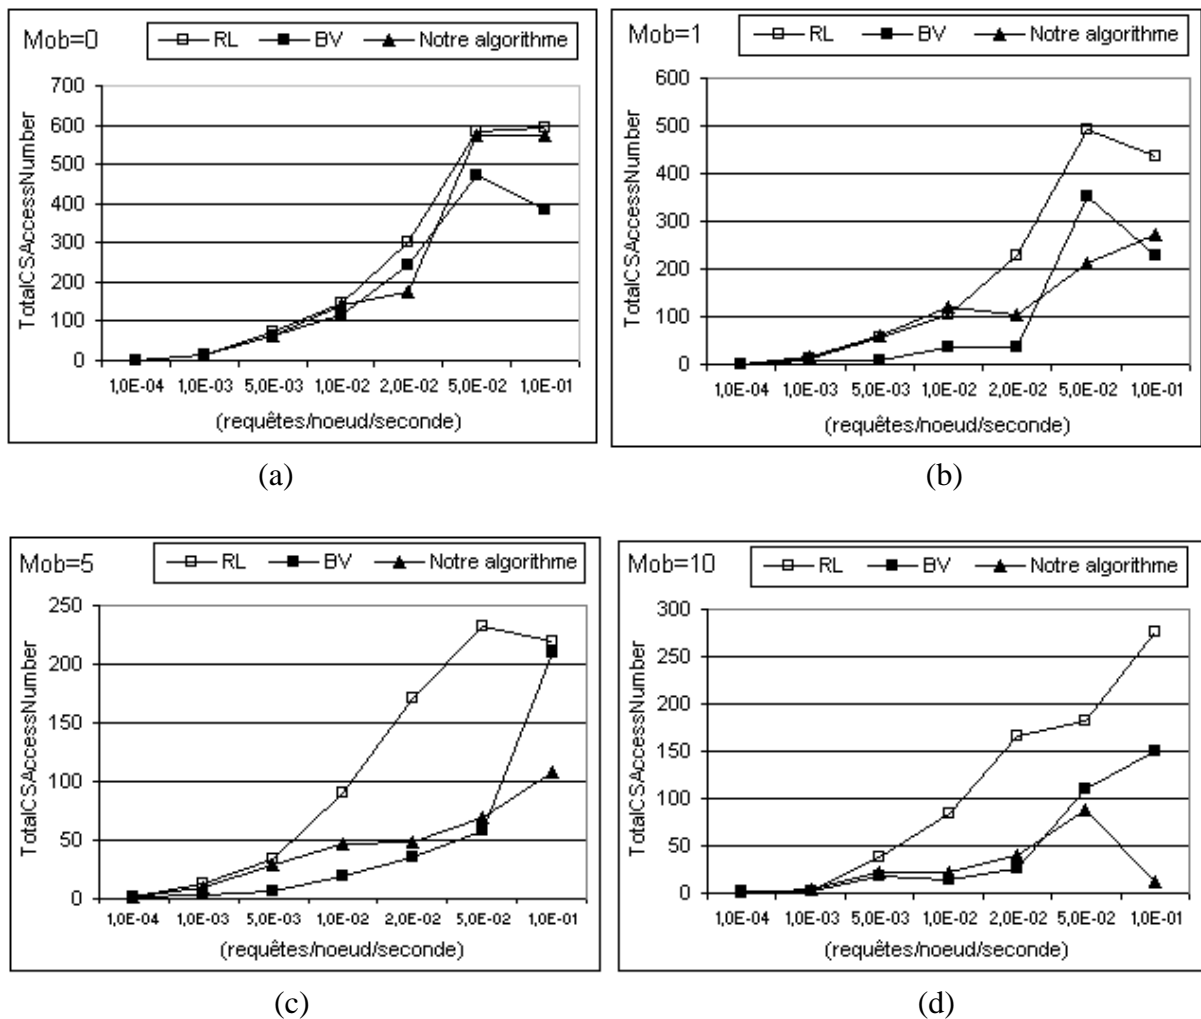 Mob=0 RL BV Notre algorithme
TotalCSAccessNumber
700
600
500
400
300
200
100
0
1,0E-04 1,0E-03 5,0E-03 1,0E-02 2,0E-02 5,0E-02 1,0E-01
(requêtes/noeud/seconde)
(a)
Mob=1 RL BV Notre algorithme
TotalCSAccessNumber
600
500
400
300
200
100
0
1,0E-04 1,0E-03 5,0E-03 1,0E-02 2,0E-02 5,0E-02 1,0E-01
(requêtes/noeud/seconde)
(b)
Mob=5 RL BV Notre algorithme
TotalCSAccessNumber
250
200
150
100
50
0
1,0E-04 1,0E-03 5,0E-03 1,0E-02 2,0E-02 5,0E-02 1,0E-01
(requêtes/noeud/seconde)
(c)
Mob=10 RL BV Notre algorithme
TotalCSAccessNumber
300
250
200
150
100
50
0
1,0E-04 1,0E-03 5,0E-03 1,0E-02 2,0E-02 5,0E-02 1,0E-01
(requêtes/noeud/seconde)
(d)